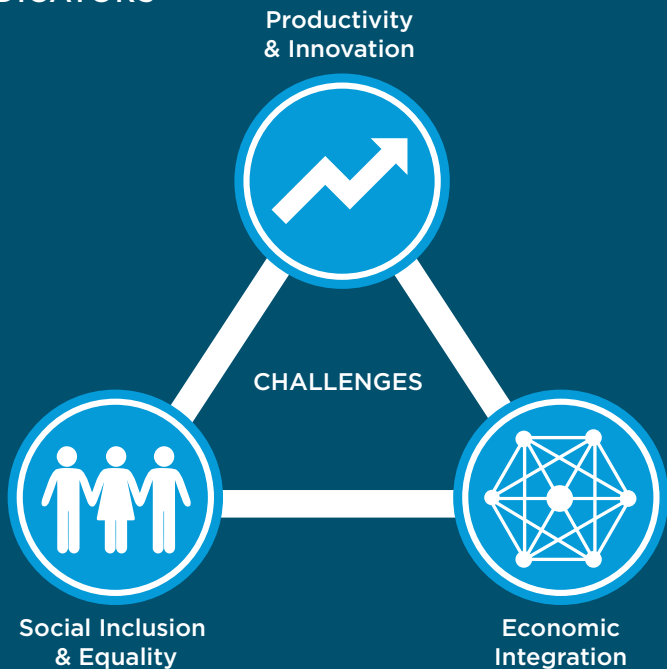 Productivity
& Innovation
CHALLENGES
Social Inclusion
& Equality
Economic
Integration